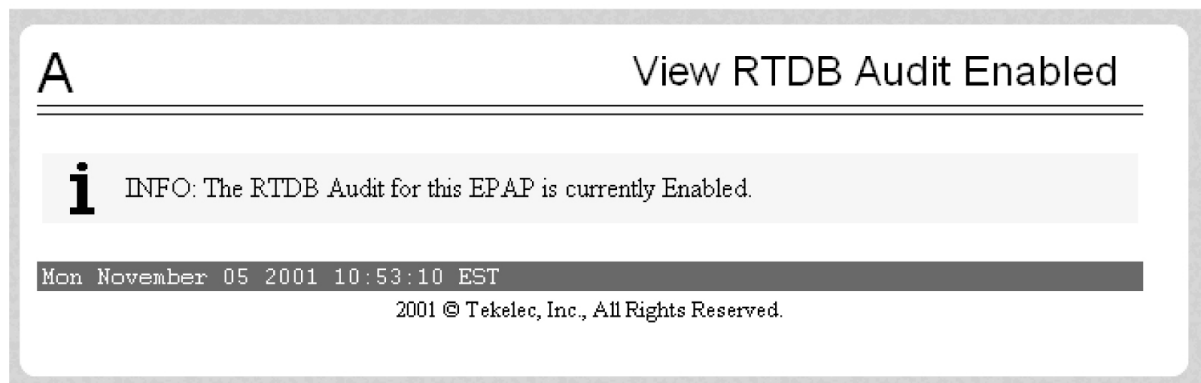 A
View RTDB Audit Enabled
i
INFO: The RTDB Audit for this EPAP is currently Enabled.
Mon November 05 2001 10:53:10 EST
2001 © Tekelec, Inc., All Rights Reserved.